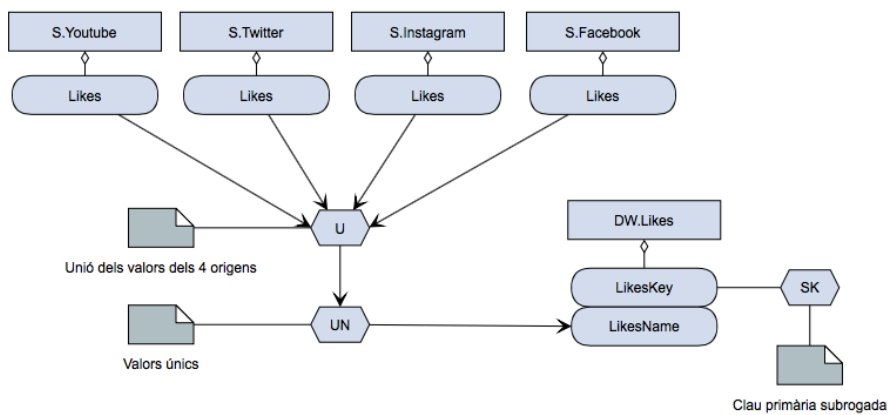 S.Youtube
S.Twitter
S.Instagram
S.Facebook
Likes
Likes
Likes
Likes
U
Unió dels valors dels 4 origens
DW.Likes
LikesKey
SK
UN
LikesName
Valors únics
Clau primària subrogada